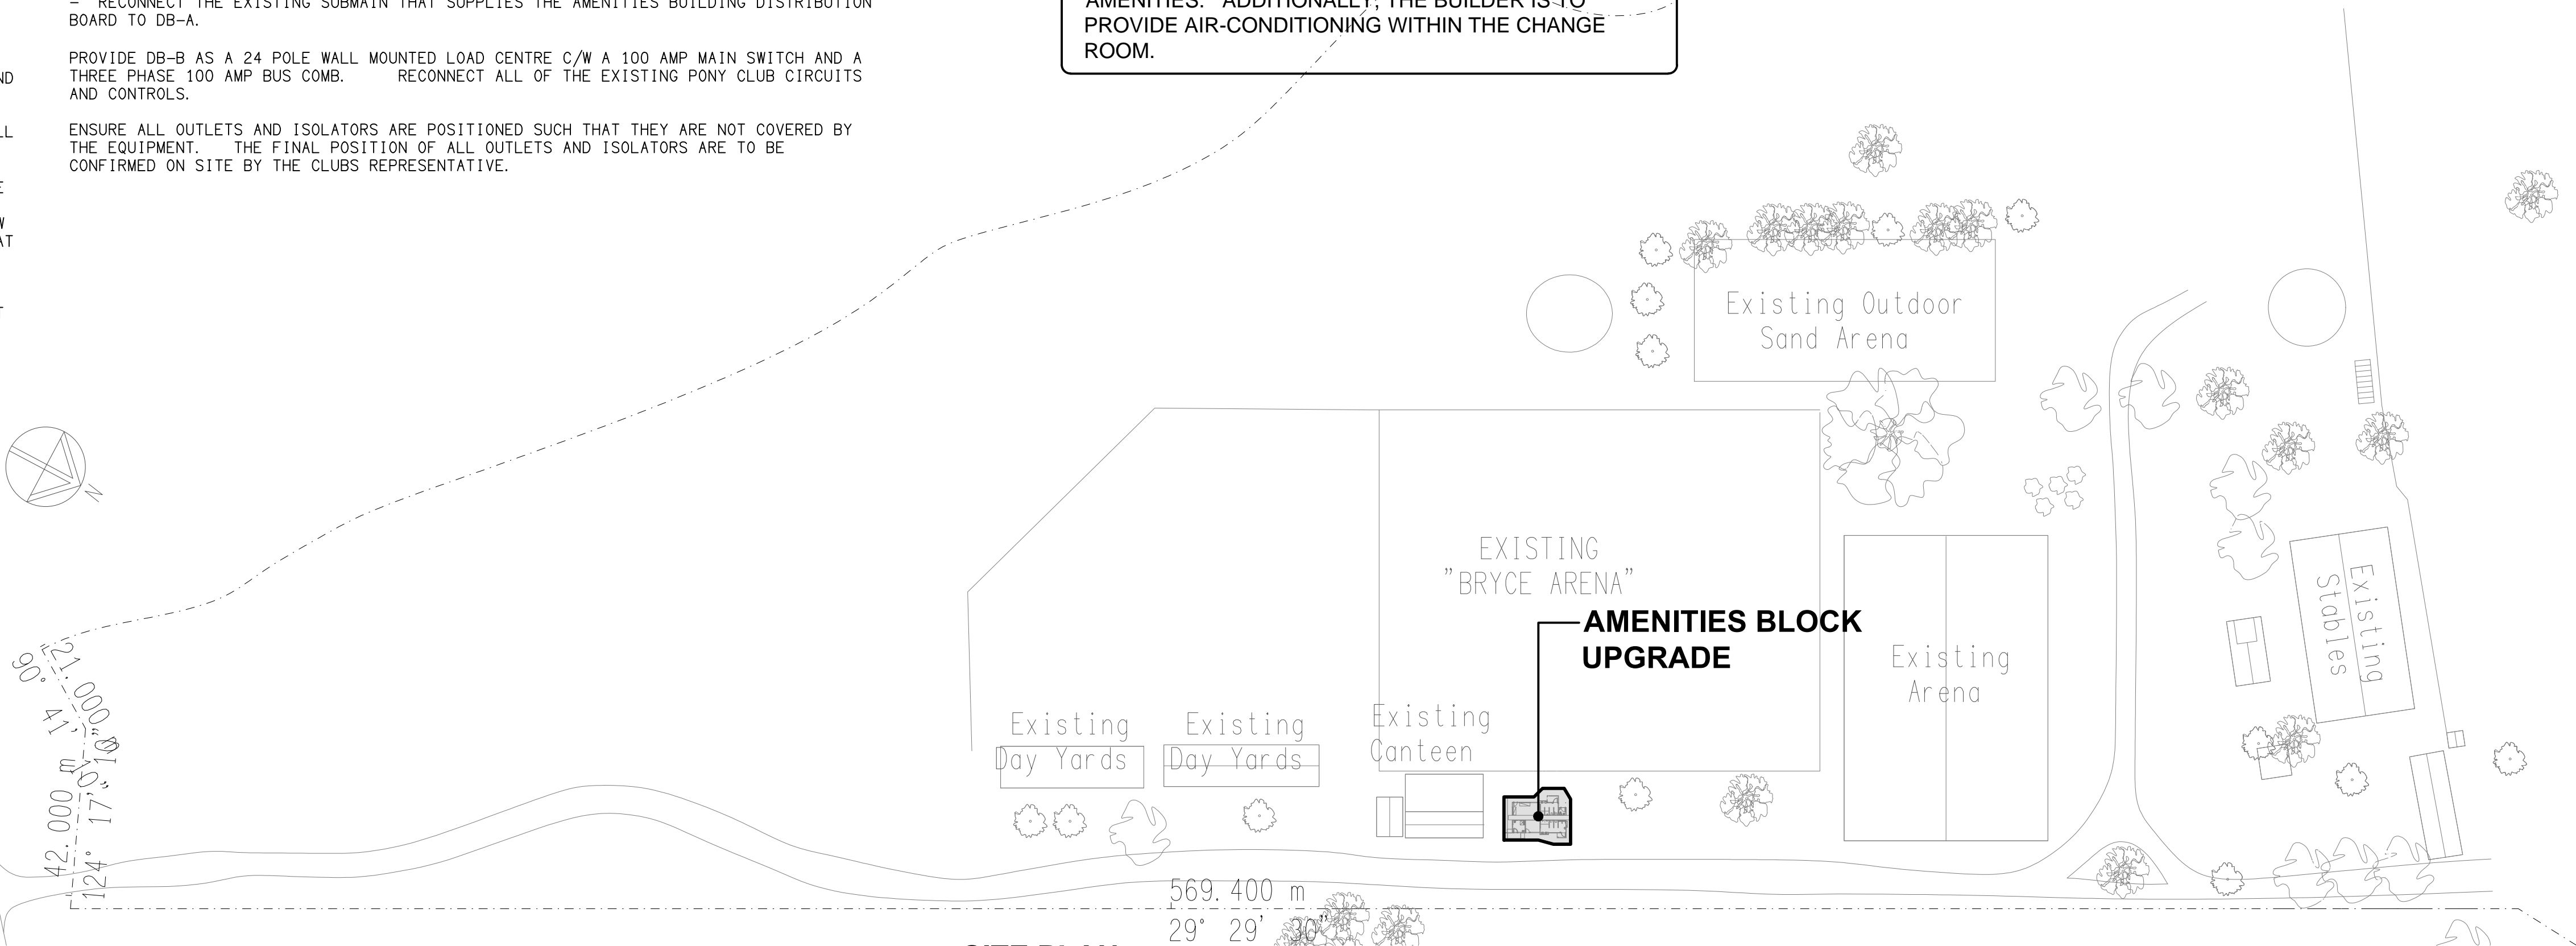 - RECONNECT THE EXISTING SUBMAIN THAT SUPPLIES THE AMENITIES BUILDING DISTRIBUTION
BOARD TO DB-A.
PROVIDE DB-B AS A 24 POLE WALL MOUNTED LOAD CENTRE C/W A 100 AMP MAIN SWITCH AND A
THREE PHASE 100 AMP BUS COMB. RECONNECT ALL OF THE EXISTING PONY CLUB CIRCUITS
AND CONTROLS.
ENSURE ALL OUTLETS AND ISOLATORS ARE POSITIONED SUCH THAT THEY ARE NOT COVERED BY
THE EQUIPMENT. THE FINAL POSITION OF ALL OUTLETS AND ISOLATORS ARE TO BE
CONFIRMED ON SITE BY THE CLUBS REPRESENTATIVE.
AMENITIES. ADDITIONALLY, THE BUILDER IS TO
PROVIDE AIR-CONDITIONING WITHIN THE CHANGE
ROOM.
Existing Outdoor
Sand Arena
N
EXISTING
"BRYCE ARENA"
AMENITIES BLOCK
UPGRADE
Existing
Arena
Existing
Stables
Existing
Day Yards
Existing
Day Yards
Existing
Canteen
21.000
90° 41' 10"
42.000 m
124° 17'
569.400 m
29° 29' 30"